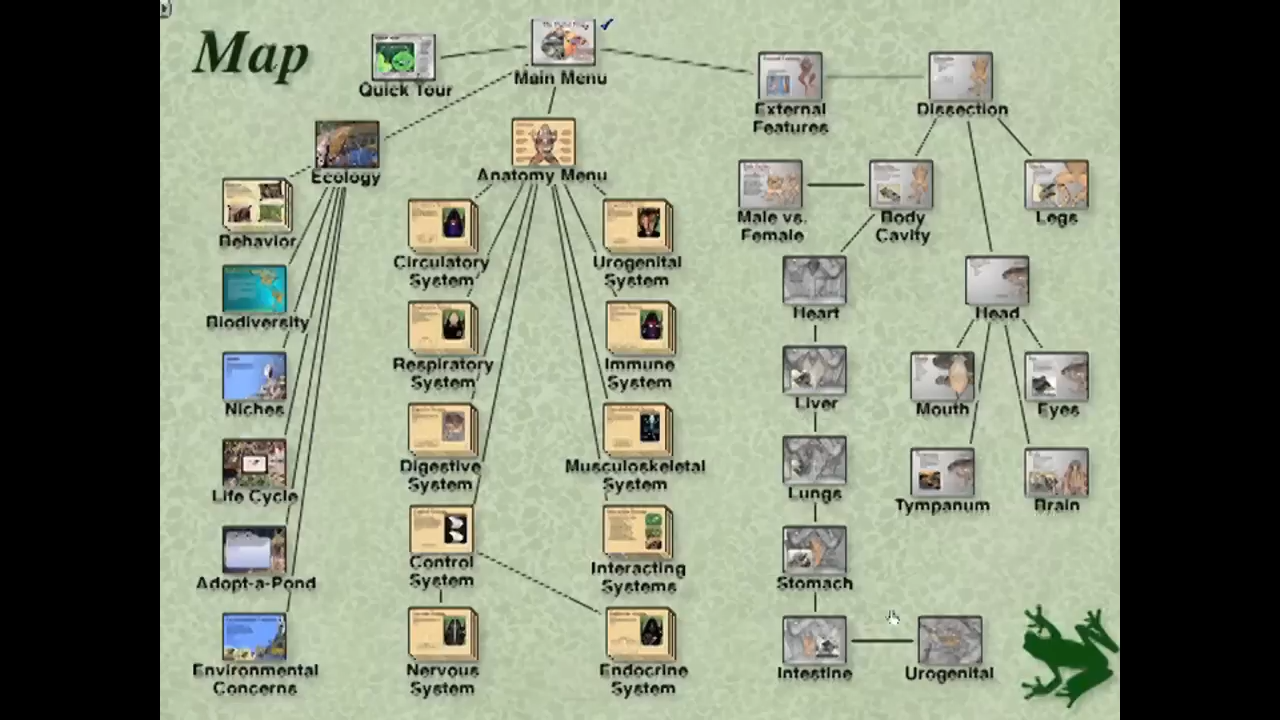 Map
Quick Tour
Main Menu
External
Features
Dissection
Ecology
Anatomy Menu
Behavior
Circulatory
System
Urogenital
System
Male vs.
Female
Body
Cavity
Legs
Biodiversity
Respiratory
System
Immune
System
Heart
Head
Niches
Digestive
System
Musculoskeletal
System
Liver
Mouth
Eyes
Life Cycle
Control
System
Interacting
Systems
Lungs
Tympanum
Brain
Adopt-a-Pond
Stomach
Environmental
Concerns
Nervous
System
Endocrine
System
Intestine
Urogenital